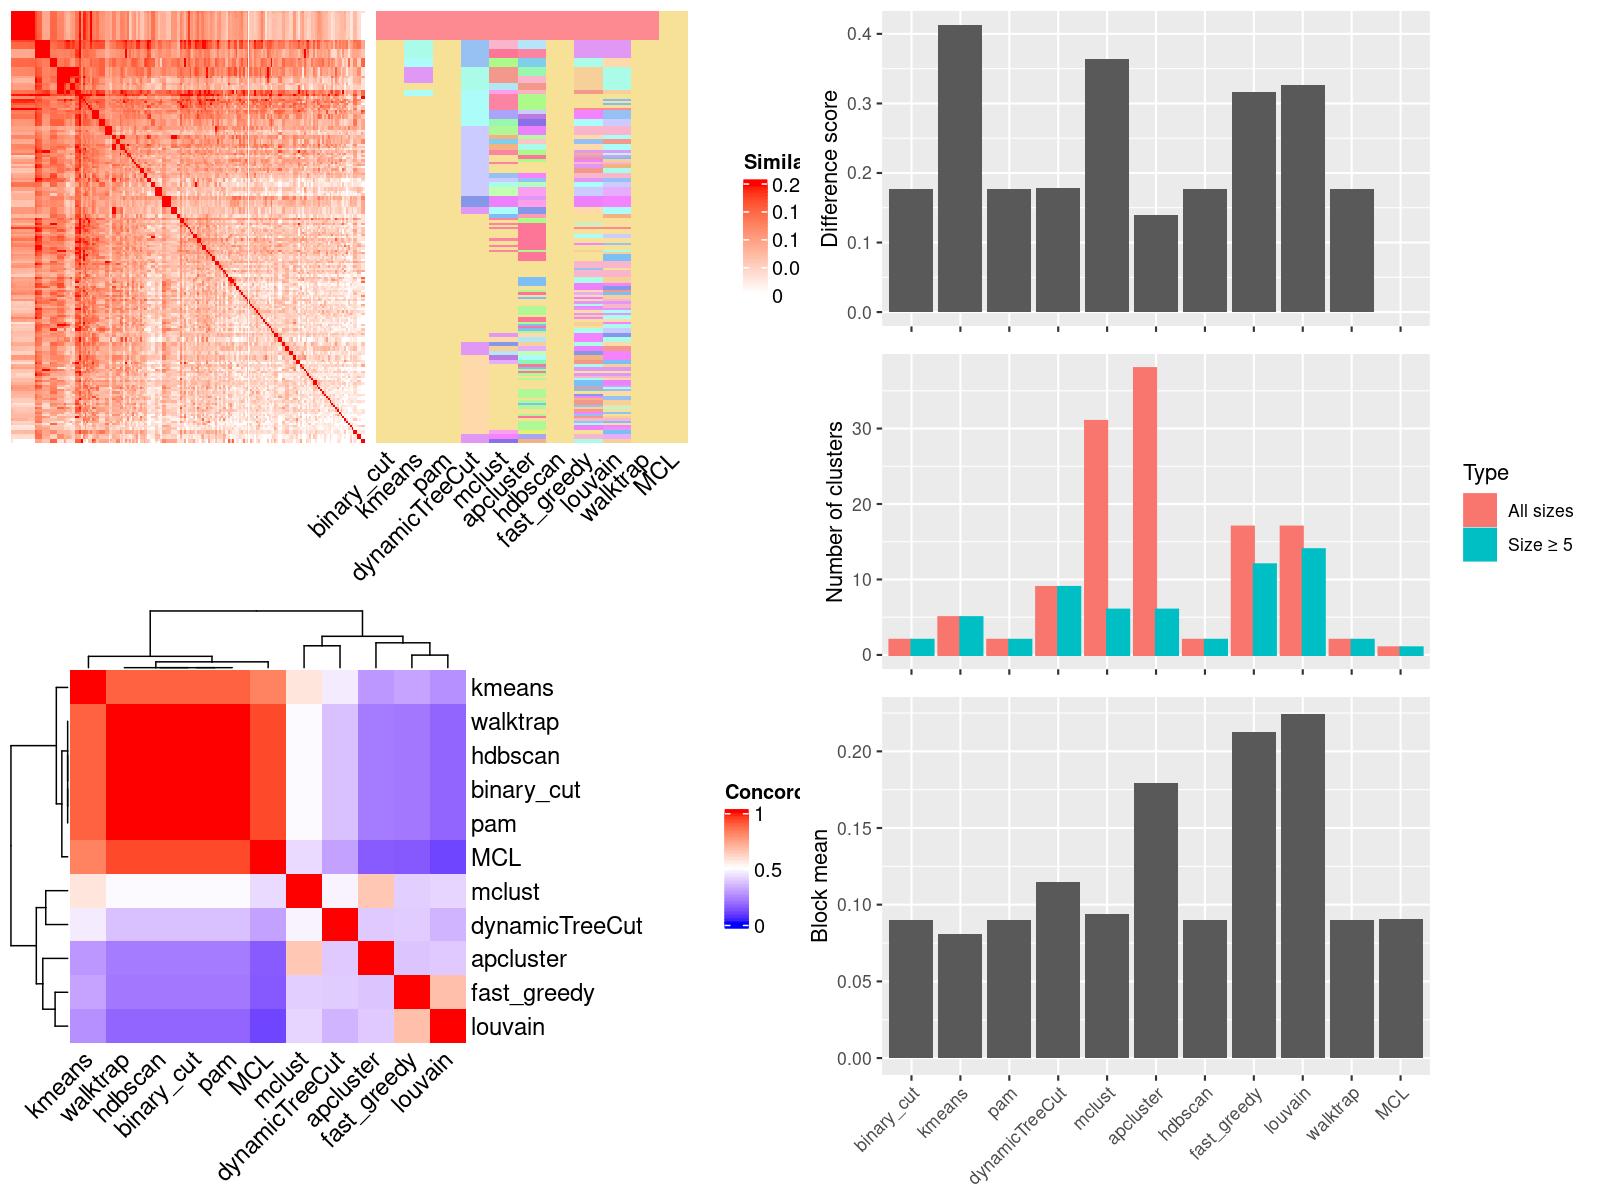 Simila
0.2
0.1
0.1
0.0
0
binary_cut
kmeans
pam
dynamicTreeCut
mclust
apcluster
hdbscan
fast_greedy
louvain
walktrap
MCL
kmeans
walktrap
hdbscan
binary_cut
pam
MCL
mclust
dynamicTreeCut
apcluster
fast_greedy
louvain
kmeans
walktrap
hdbscan
binary_cut
pam
MCL
mclust
dynamicTreeCut
apcluster
fast_greedy
louvain
Concord
1
0.5
0
Difference score
0.4
0.3
0.2
0.1
0.0
Number of clusters
30
20
10
0
Type
All sizes
Size ≥ 5
Block mean
0.20
0.15
0.10
0.05
0.00
binary_cut
kmeans
pam
dynamicTreeCut
mclust
apcluster
hdbscan
fast_greedy
louvain
walktrap
MCL